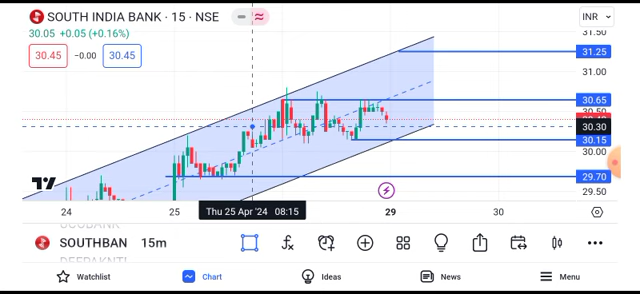 SOUTH INDIA BANK · 15 · NSE
INR
30.05 +0.05 (+0.16%)
30.45 −0.00 30.45
31.50
31.25
31.00
30.65
30.50
30.30
30.15
30.00
29.70
29.50
24 25 29 30
Thu 25 Apr '24 08:15
SOUTHBAN 15m
Watchlist Chart Ideas News Menu